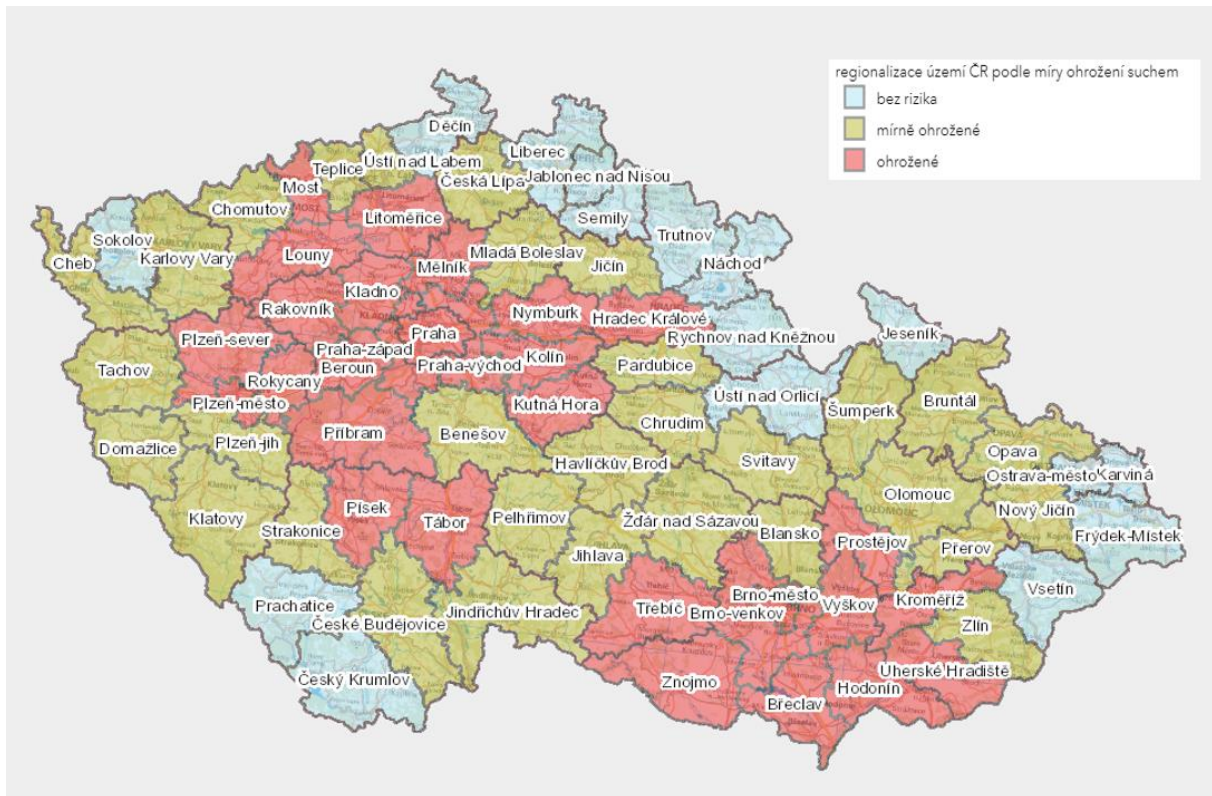 regionalizace území ČR podle míry ohrožení suchem
bez rizika
mírně ohrožené
ohrožené
Děčín
Liberec
Ústí nad Labem
Teplice
Jablonec nad Nisou
Česká Lípa
Most
Chomutov
Litoměřice
Semily
Trutnov
Sokolov
Karlovy Vary
Cheb
Louny
Mladá Boleslav
Mělník
Jičín
Náchod
Kladno
Rakovník
Nymburk
Hradec Králové
Jeseník
Plzeň-sever
Praha
Rychnov nad Kněžnou
Praha-západ
Kolín
Praha-východ
Beroun
Pardubice
Tachov
Rokycany
Plzeň-město
Kutná Hora
Ústí nad Orlicí
Šumperk
Bruntál
Chrudim
Příbram
Benešov
Domažlice
Plzeň-jih
Opava
Svitavy
Havlíčkův Brod
Ostrava-město
Karviná
Olomouc
Nový Jičín
Písek
Klatovy
Tábor
Pelhřimov
Žďár nad Sázavou
Strakonice
Blansko
Frýdek-Místek
Prostějov
Přerov
Jihlava
Vsetín
Brno-město
Kroměříž
Prachatice
Třebíč
Brno-venkov
Vyškov
Jindřichův Hradec
České Budějovice
Zlín
Uherské Hradiště
Český Krumlov
Znojmo
Hodonín
Břeclav